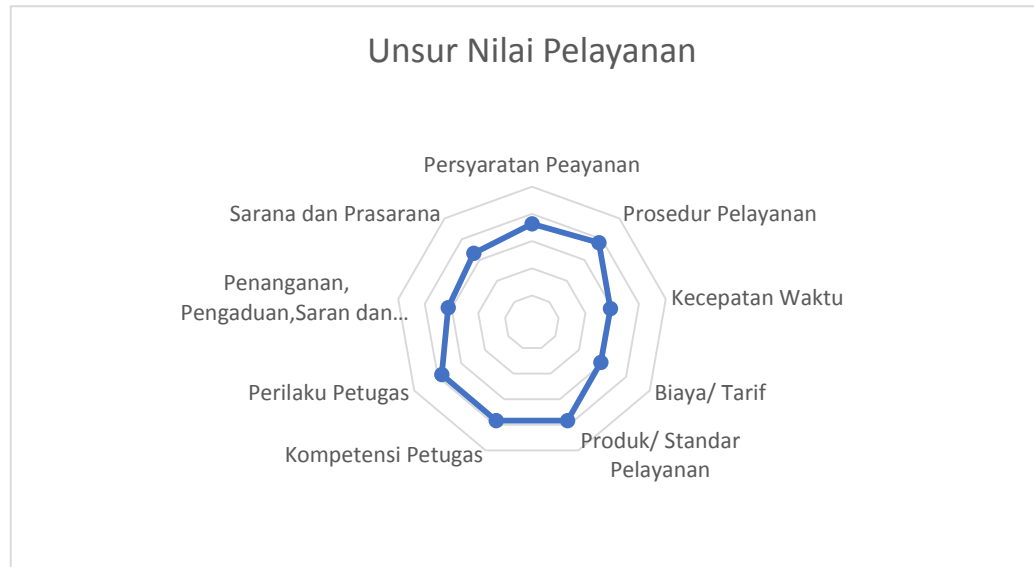 Unsur Nilai Pelayanan
Persyaratan Peayanan
Prosedur Pelayanan
Kecepatan Waktu
Biaya/ Tarif
Produk/ Standar
Pelayanan
Kompetensi Petugas
Perilaku Petugas
Penanganan,
Pengaduan,Saran dan...
Sarana dan Prasarana